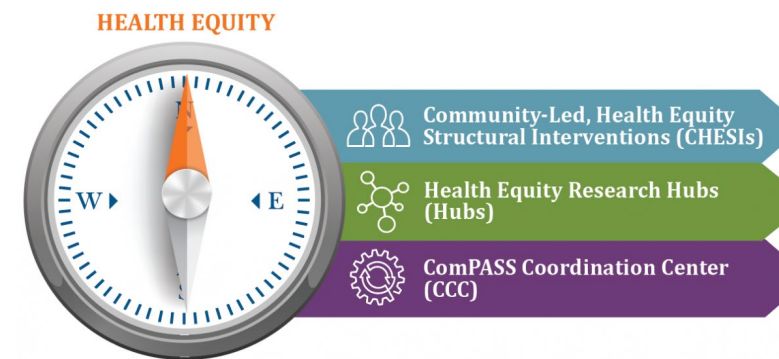 HEALTH EQUITY
N
W
E
S
Community-Led, Health Equity
Structural Interventions (CHESIs)
Health Equity Research Hubs
(Hubs)
ComPASS Coordination Center
(CCC)